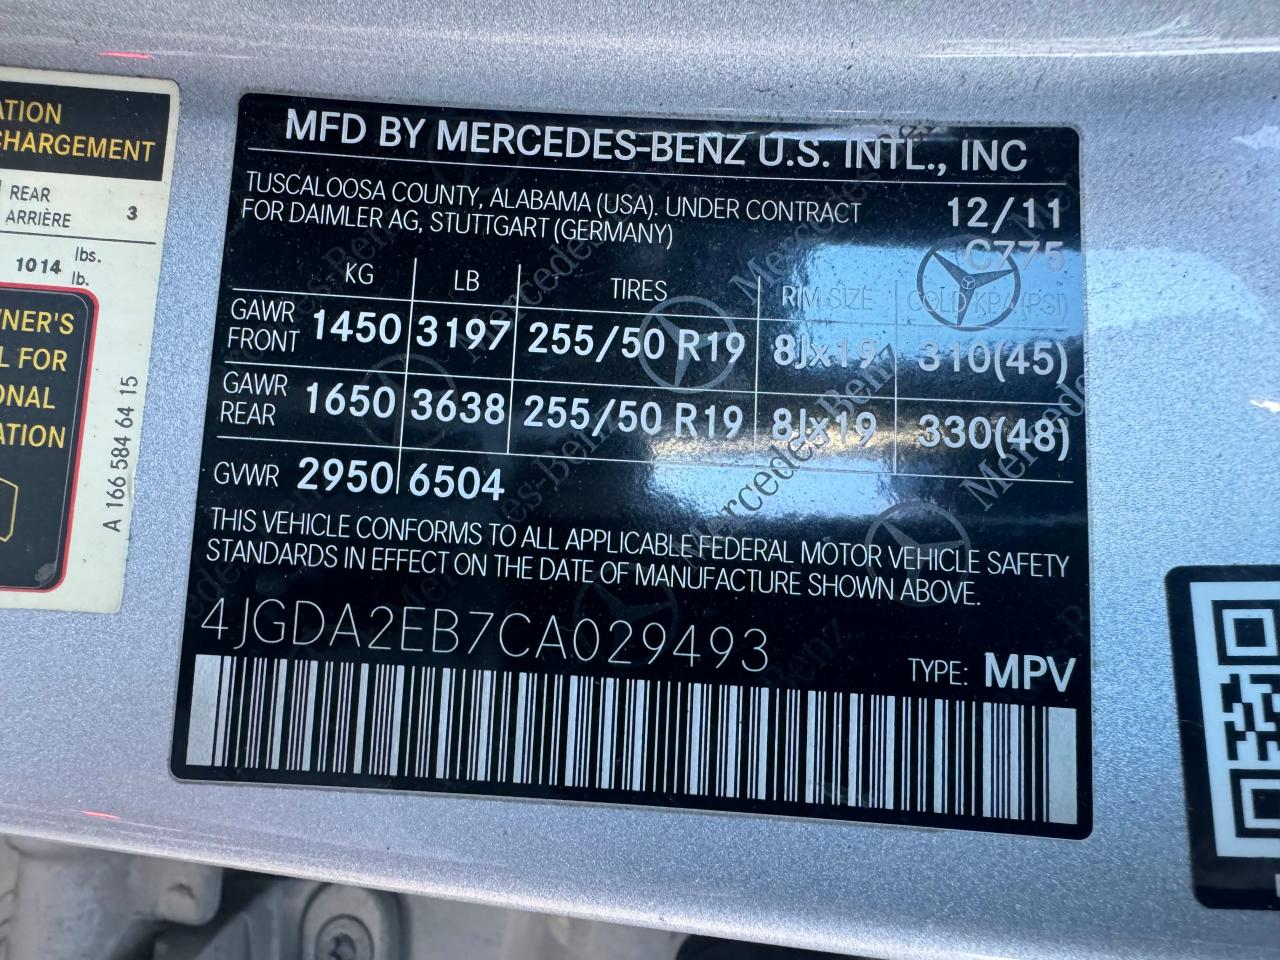 ATION
CHARGEMENT
REAR
ARRIÈRE 3
1014 lbs.
lb.
NER'S
L FOR
ONAL
ATION
A 166 584 64 15
MFD BY MERCEDES-BENZ U.S. INTL., INC
TUSCALOOSA COUNTY, ALABAMA (USA). UNDER CONTRACT
FOR DAIMLER AG, STUTTGART (GERMANY)
12/11
C775
KG LB TIRES RIM SIZE COLD KPA (PSI)
GAWR FRONT 1450 3197 255/50 R19 8Jx19 310(45)
GAWR REAR 1650 3638 255/50 R19 8Jx19 330(48)
GVWR 2950 6504
THIS VEHICLE CONFORMS TO ALL APPLICABLE FEDERAL MOTOR VEHICLE SAFETY
STANDARDS IN EFFECT ON THE DATE OF MANUFACTURE SHOWN ABOVE.
4JGDA2EB7CA029493
TYPE: MPV